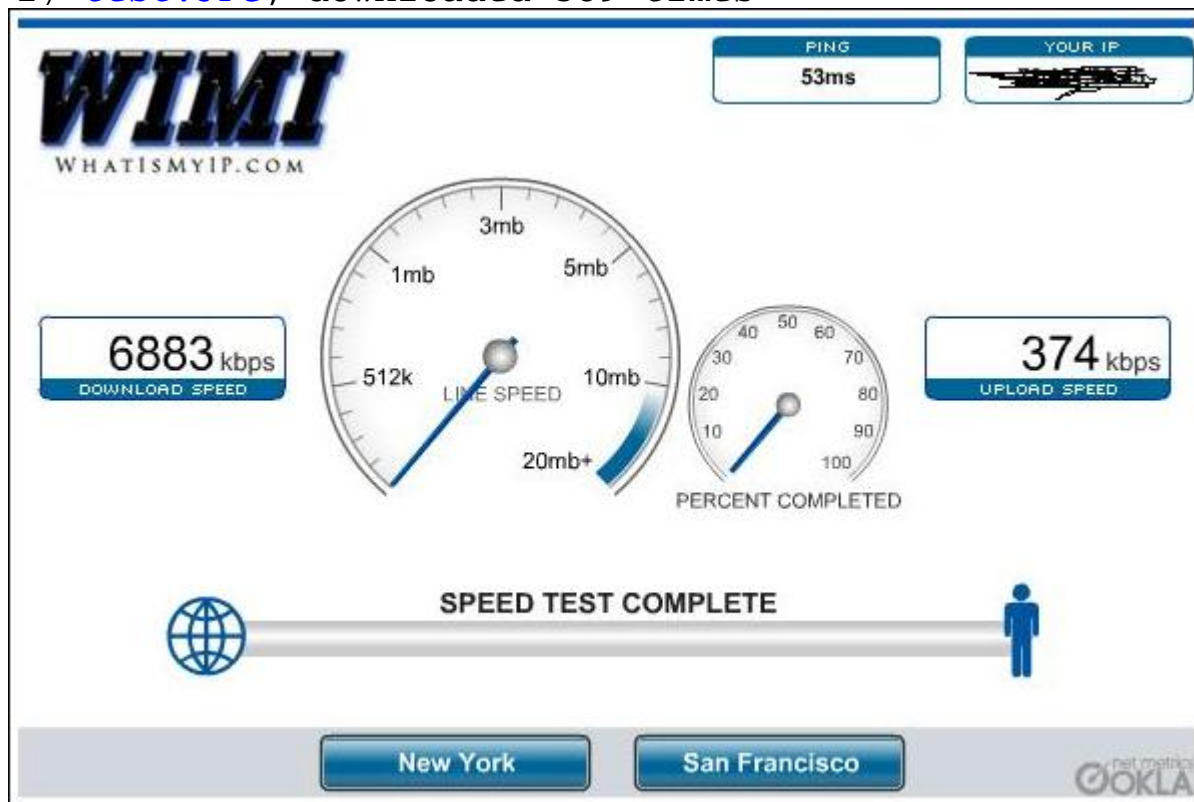 PING
53ms
YOUR IP
WIMI
WHATISMYIP.COM
3mb
1mb
5mb
512k
10mb
20mb+
LINE SPEED
6883 kbps
DOWNLOAD SPEED
50
40
60
30
70
20
80
10
90
100
PERCENT COMPLETED
374 kbps
UPLOAD SPEED
SPEED TEST COMPLETE
New York
San Francisco
net metrics
OOKLA